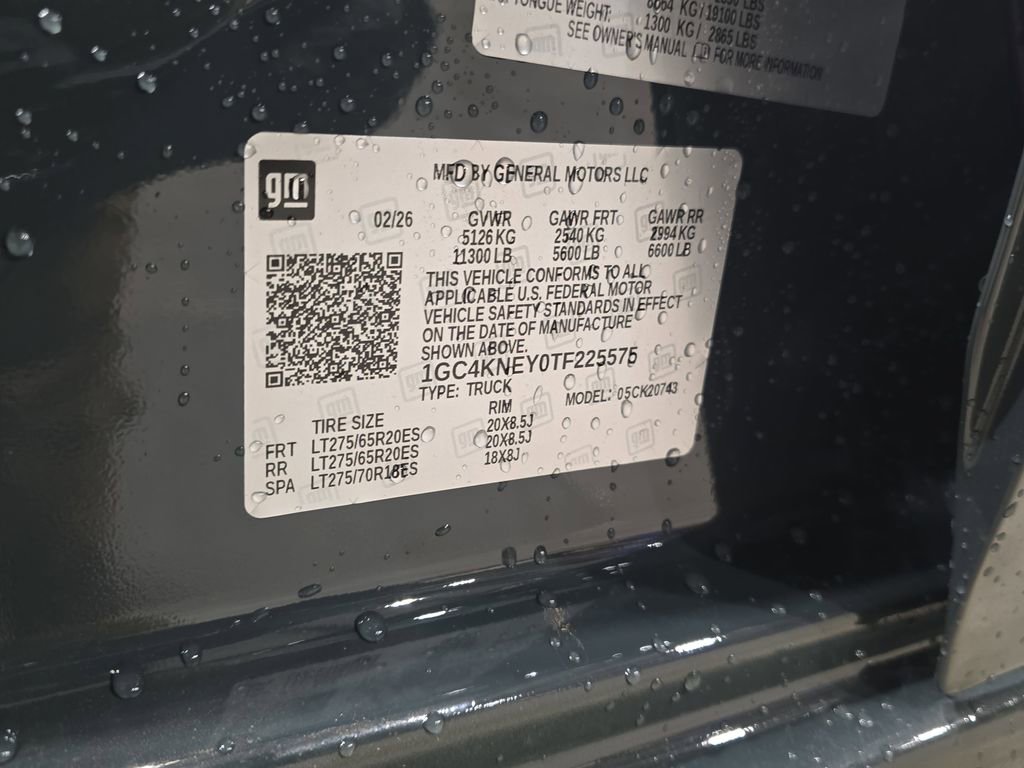 TONGUE WEIGHT:
KG/18100 LBS
1300 KG/ 2865 LBS
SEE OWNER'S MANUAL FOR MORE INFORMATION
gm
MFD BY GENERAL MOTORS LLC
02/26 GVWR GAWR FRT GAWR RR
5126 KG 2540 KG 2994 KG
11300 LB 5600 LB 6600 LB
THIS VEHICLE CONFORMS TO ALL
APPLICABLE U.S. FEDERAL MOTOR
VEHICLE SAFETY STANDARDS IN EFFECT
ON THE DATE OF MANUFACTURE
SHOWN ABOVE.
1GC4KNEY0TF225575
TYPE: TRUCK MODEL: 05CK20743
TIRE SIZE RIM
FRT LT275/65R20ES 20X8.5J
RR LT275/65R20ES 20X8.5J
SPA LT275/70R18ES 18X8J